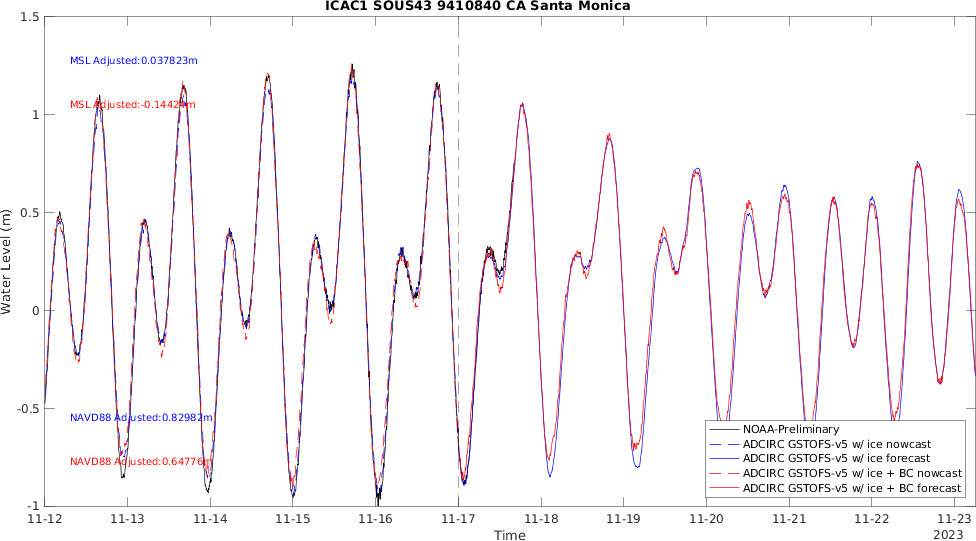 ICAC1 SOUS43 9410840 CA Santa Monica
1.5
1
0.5
0
-0.5
-1
Water Level (m)
MSL Adjusted:0.037823m
MSL
NAVD88 Adjusted:0.82982m
NAVD88 Adjusted:0.64776m
NOAA-Preliminary
ADCIRC GSTOFS-v5 w/ ice nowcast
ADCIRC GSTOFS-v5 w/ ice forecast
ADCIRC GSTOFS-v5 w/ ice + BC nowcast
ADCIRC GSTOFS-v5 w/ ice + BC forecast
11-12 11-13 11-14 11-15 11-16 11-17 11-18 11-19 11-20 11-21 11-22 11-23
2023
Time